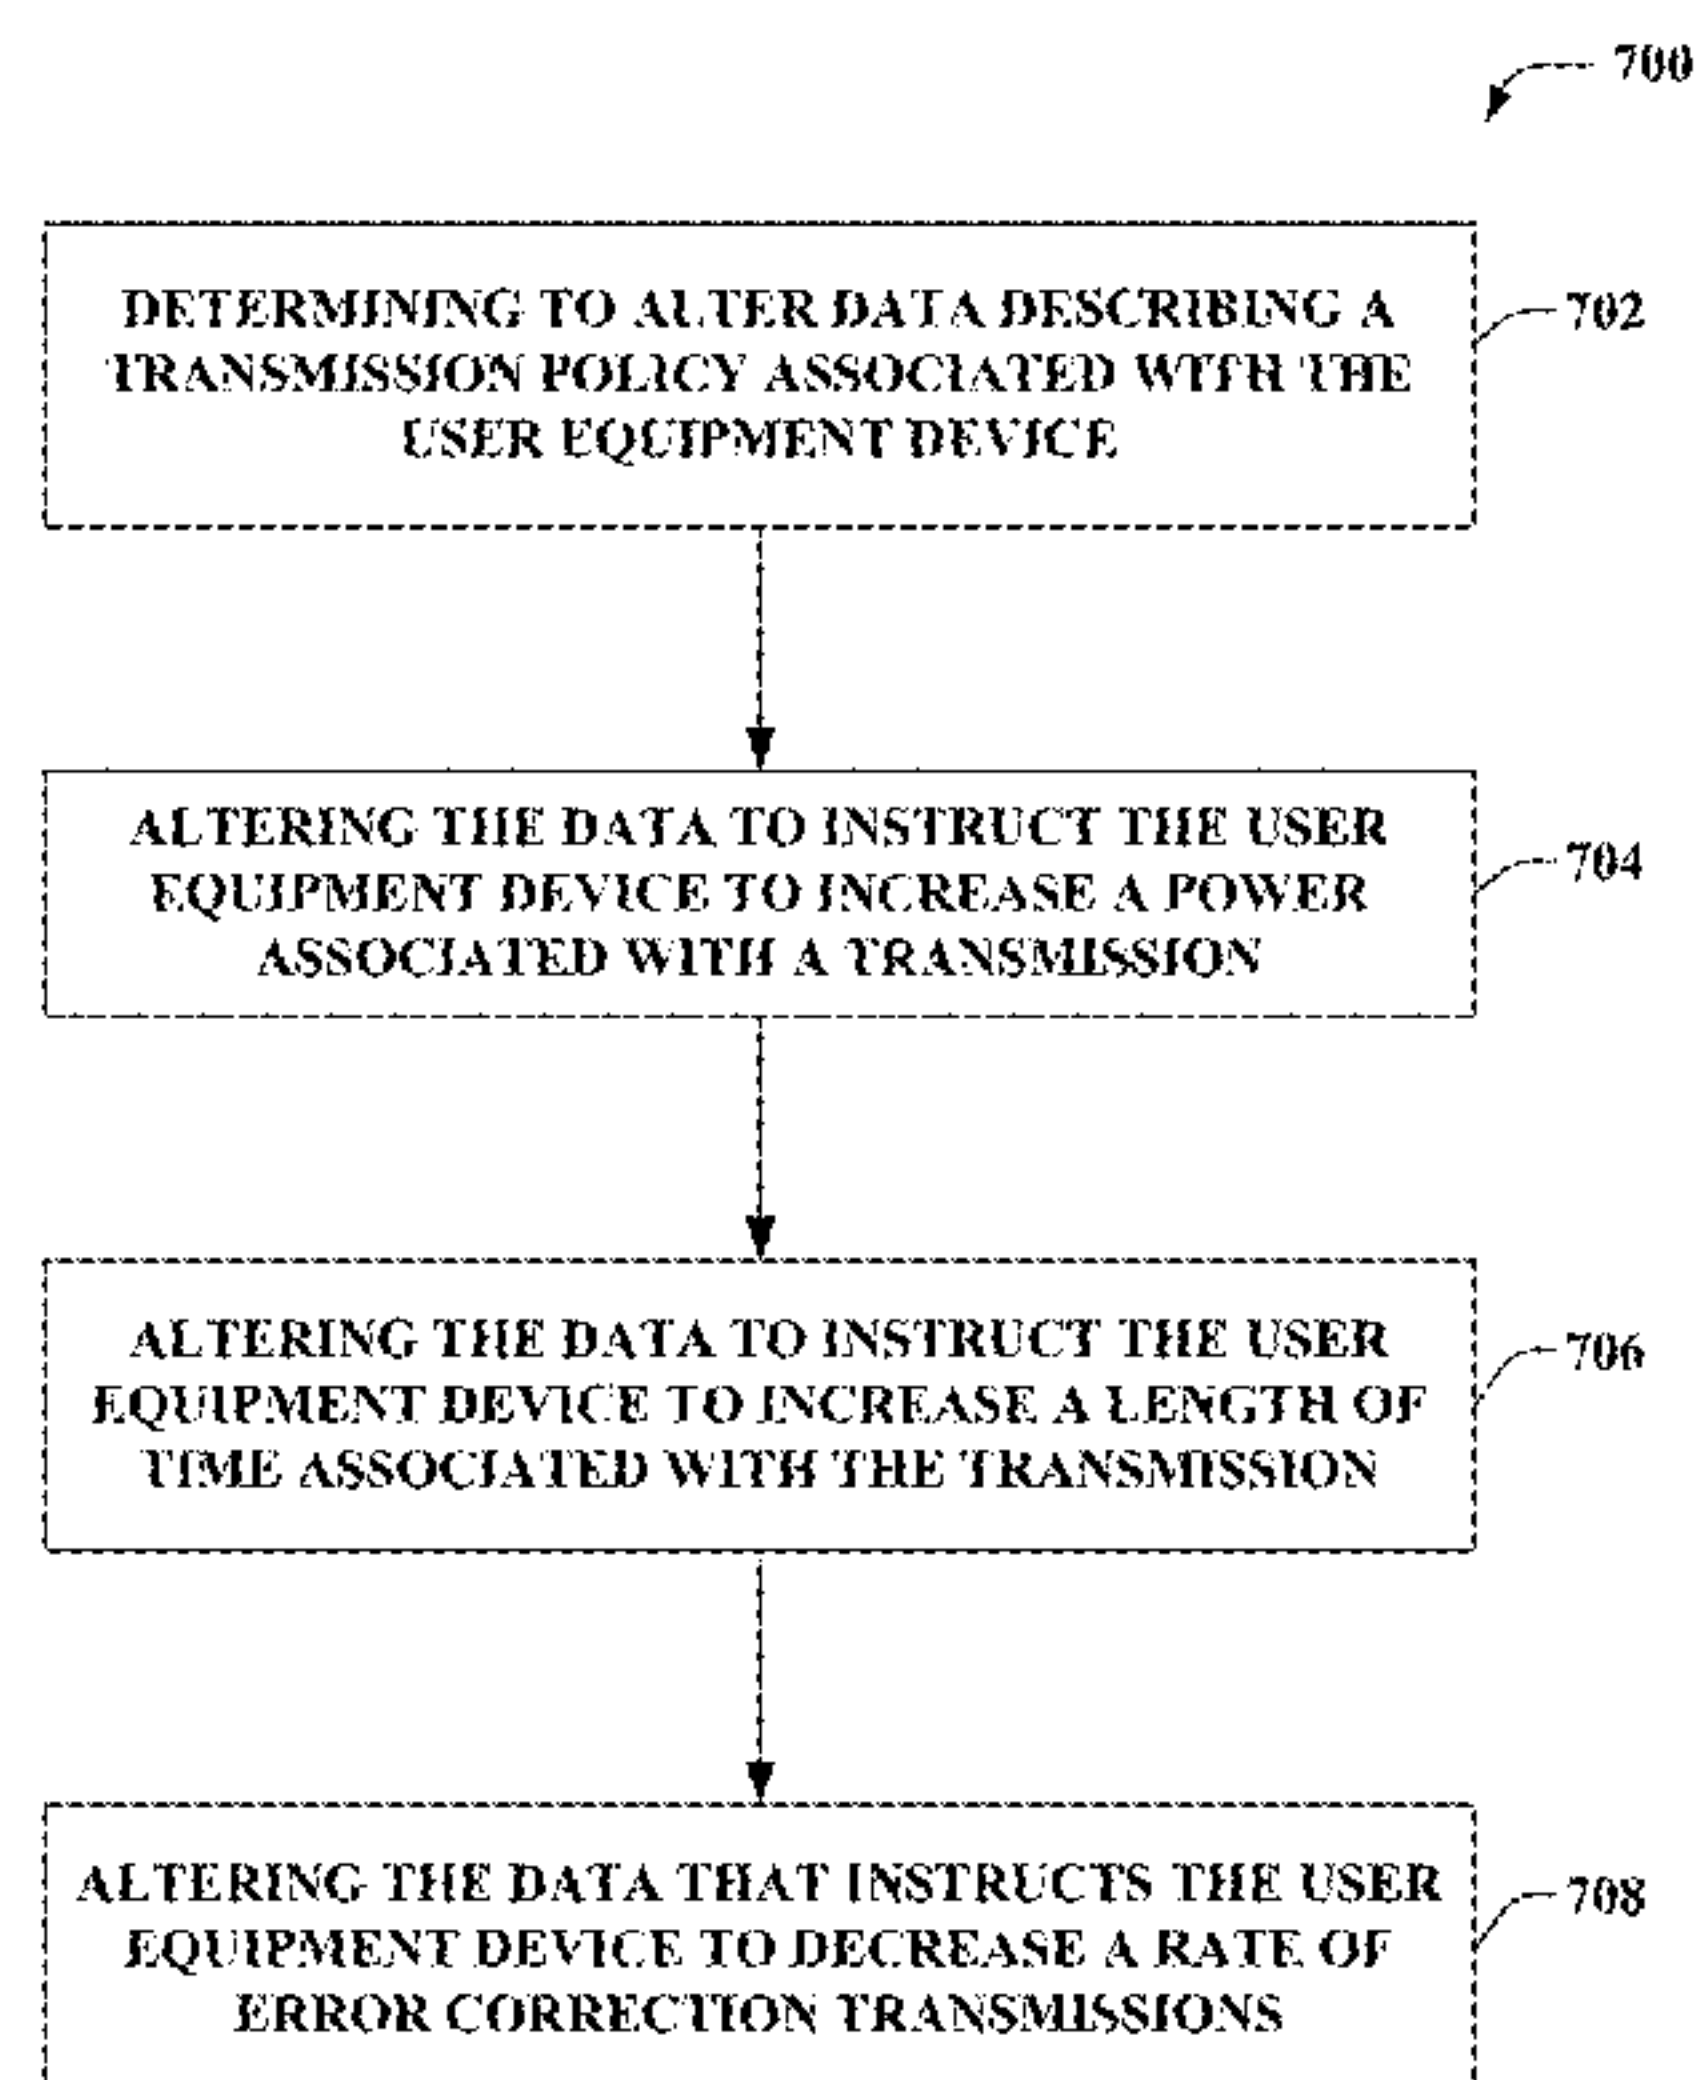 700
DETERMINING TO ALTER DATA DESCRIBING A
TRANSMISSION POLICY ASSOCIATED WITH THE
USER EQUIPMENT DEVICE
702
ALTERING THE DATA TO INSTRUCT THE USER
EQUIPMENT DEVICE TO INCREASE A POWER
ASSOCIATED WITH A TRANSMISSION
704
ALTERING THE DATA TO INSTRUCT THE USER
EQUIPMENT DEVICE TO INCREASE A LENGTH OF
TIME ASSOCIATED WITH THE TRANSMISSION
706
ALTERING THE DATA THAT INSTRUCTS THE USER
EQUIPMENT DEVICE TO DECREASE A RATE OF
ERROR CORRECTION TRANSMISSIONS
708